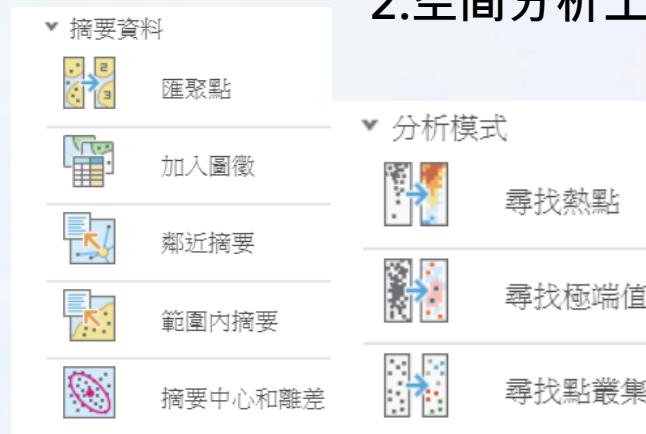 2.空間分析工
摘要資料
匯聚點
加入圖徵
鄰近摘要
範圍內摘要
摘要中心和離差
分析模式
尋找熱點
尋找極端值
尋找點叢集